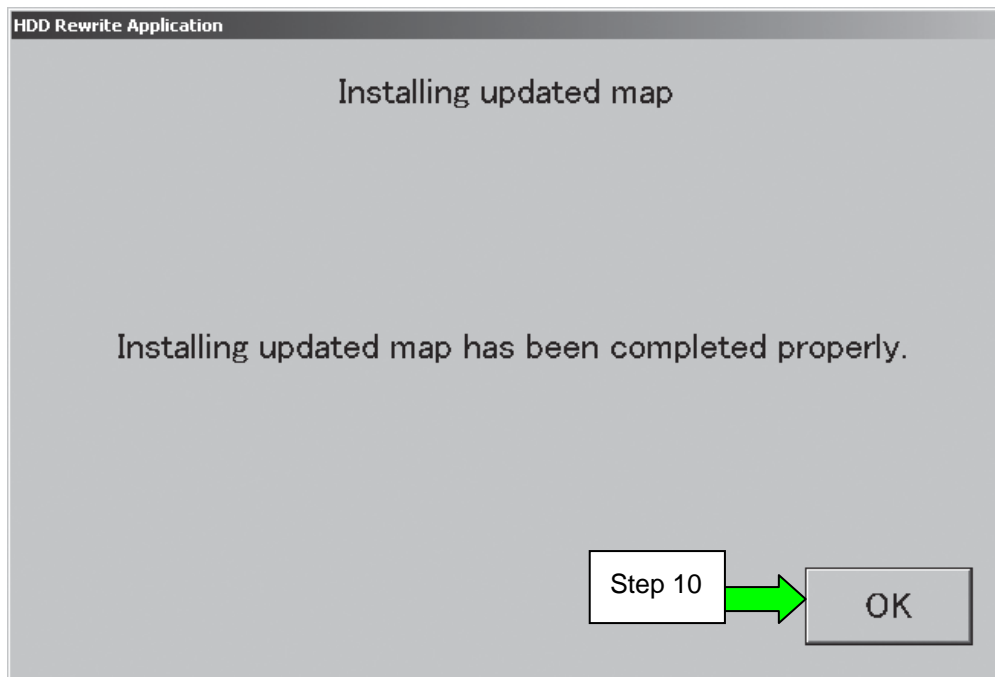 HDD Rewrite Application
Installing updated map
Installing updated map has been completed properly.
Step 10
OK